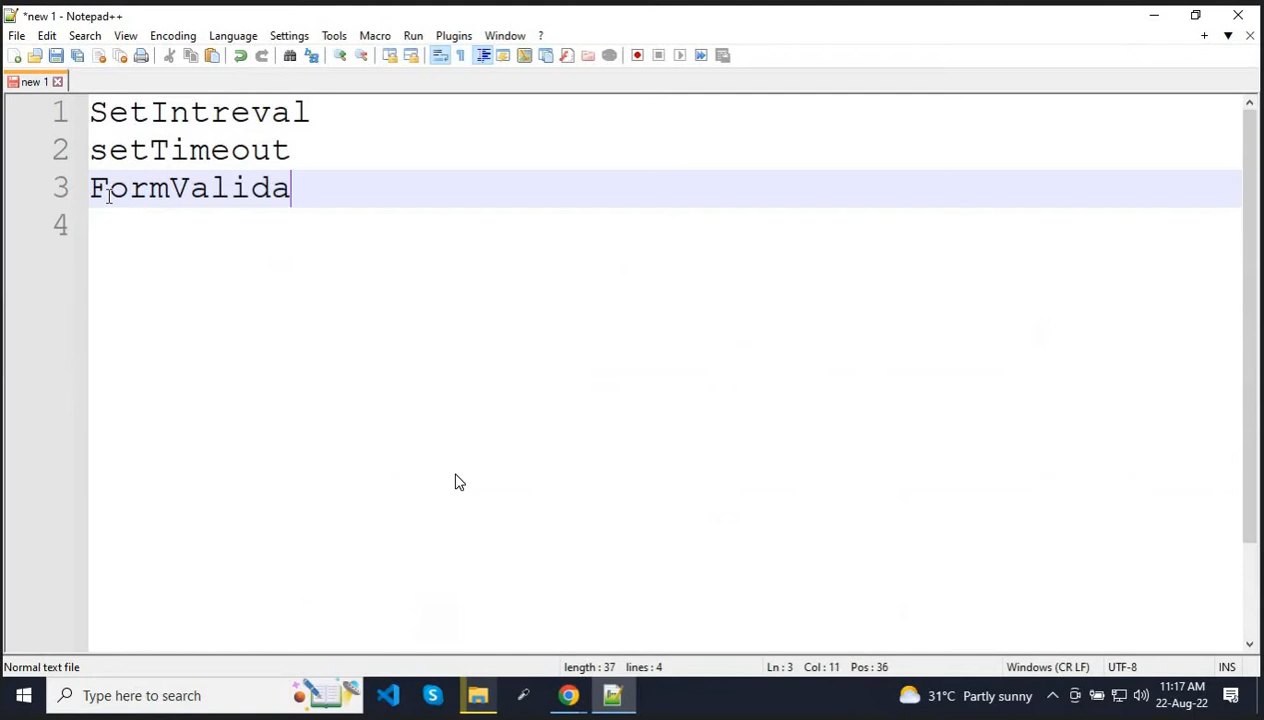 *new 1 - Notepad++
File Edit Search View Encoding Language Settings Tools Macro Run Plugins Window ?
new 1
1 SetIntreval
2 setTimeout
3 FormValida
4
Normal text file length : 37 lines : 4 Ln : 3 Col : 11 Pos : 36 Windows (CR LF) UTF-8 INS
Type here to search 31°C Partly sunny 11:17 AM
22-Aug-22